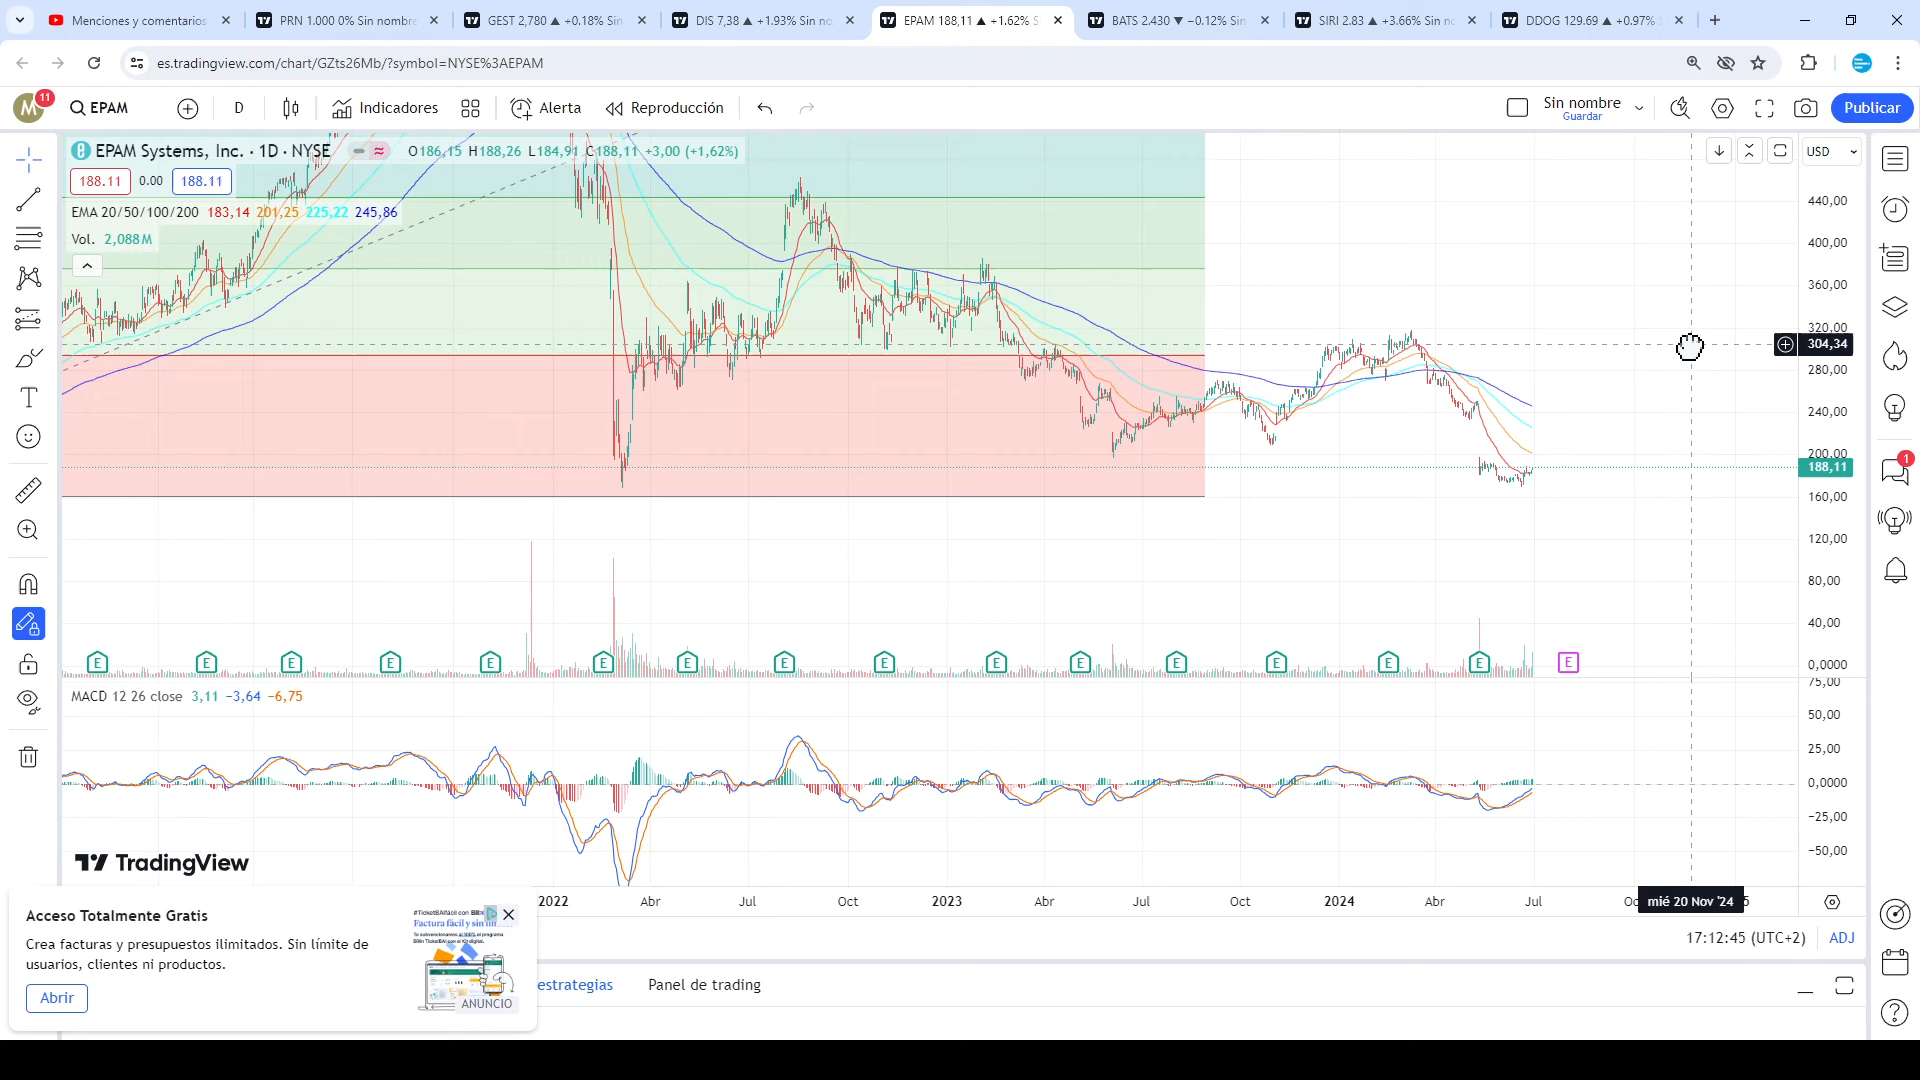 Menciones y comentarios
PRN 1.000 0% Sin nombre
GEST 2,780 ▲ +0.18% Sin
DIS 7,38 ▲ +1.93% Sin no
EPAM 188,11 ▲ +1.62% S
BATS 2.430 ▼ −0.12% Sin
SIRI 2.83 ▲ +3.66% Sin no
DDOG 129.69 ▲ +0.97% S
es.tradingview.com/chart/GZts26Mb/?symbol=NYSE%3AEPAM
M
11
EPAM
D
Indicadores
Alerta
Reproducción
Sin nombre
Guardar
Publicar
EPAM Systems, Inc. · 1D · NYSE
O186,15 H188,26 L184,91 C188,11 +3,00 (+1,62%)
188.11 0.00 188.11
EMA 20/50/100/200 183,14 201,25 225,22 245,86
Vol. 2,088M
USD
440,00
400,00
360,00
320,00
304,34
280,00
240,00
200,00
188,11
160,00
120,00
80,00
40,00
0,0000
1
E E E E E E E E E E E E E E E E
MACD 12 26 close 3,11 −3,64 −6,75
75,00
50,00
25,00
0,0000
−25,00
−50,00
TradingView
2022 Abr Jul Oct 2023 Abr Jul Oct 2024 Abr Jul
mié 20 Nov '24
17:12:45 (UTC+2) ADJ
Acceso Totalmente Gratis
Crea facturas y presupuestos ilimitados. Sin límite de
usuarios, clientes ni productos.
Abrir
ANUNCIO
estrategias
Panel de trading